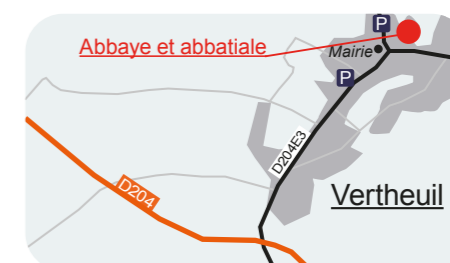 P
Abbaye et abbatiale
Mairie
P
D204E3
D204
Vertheuil